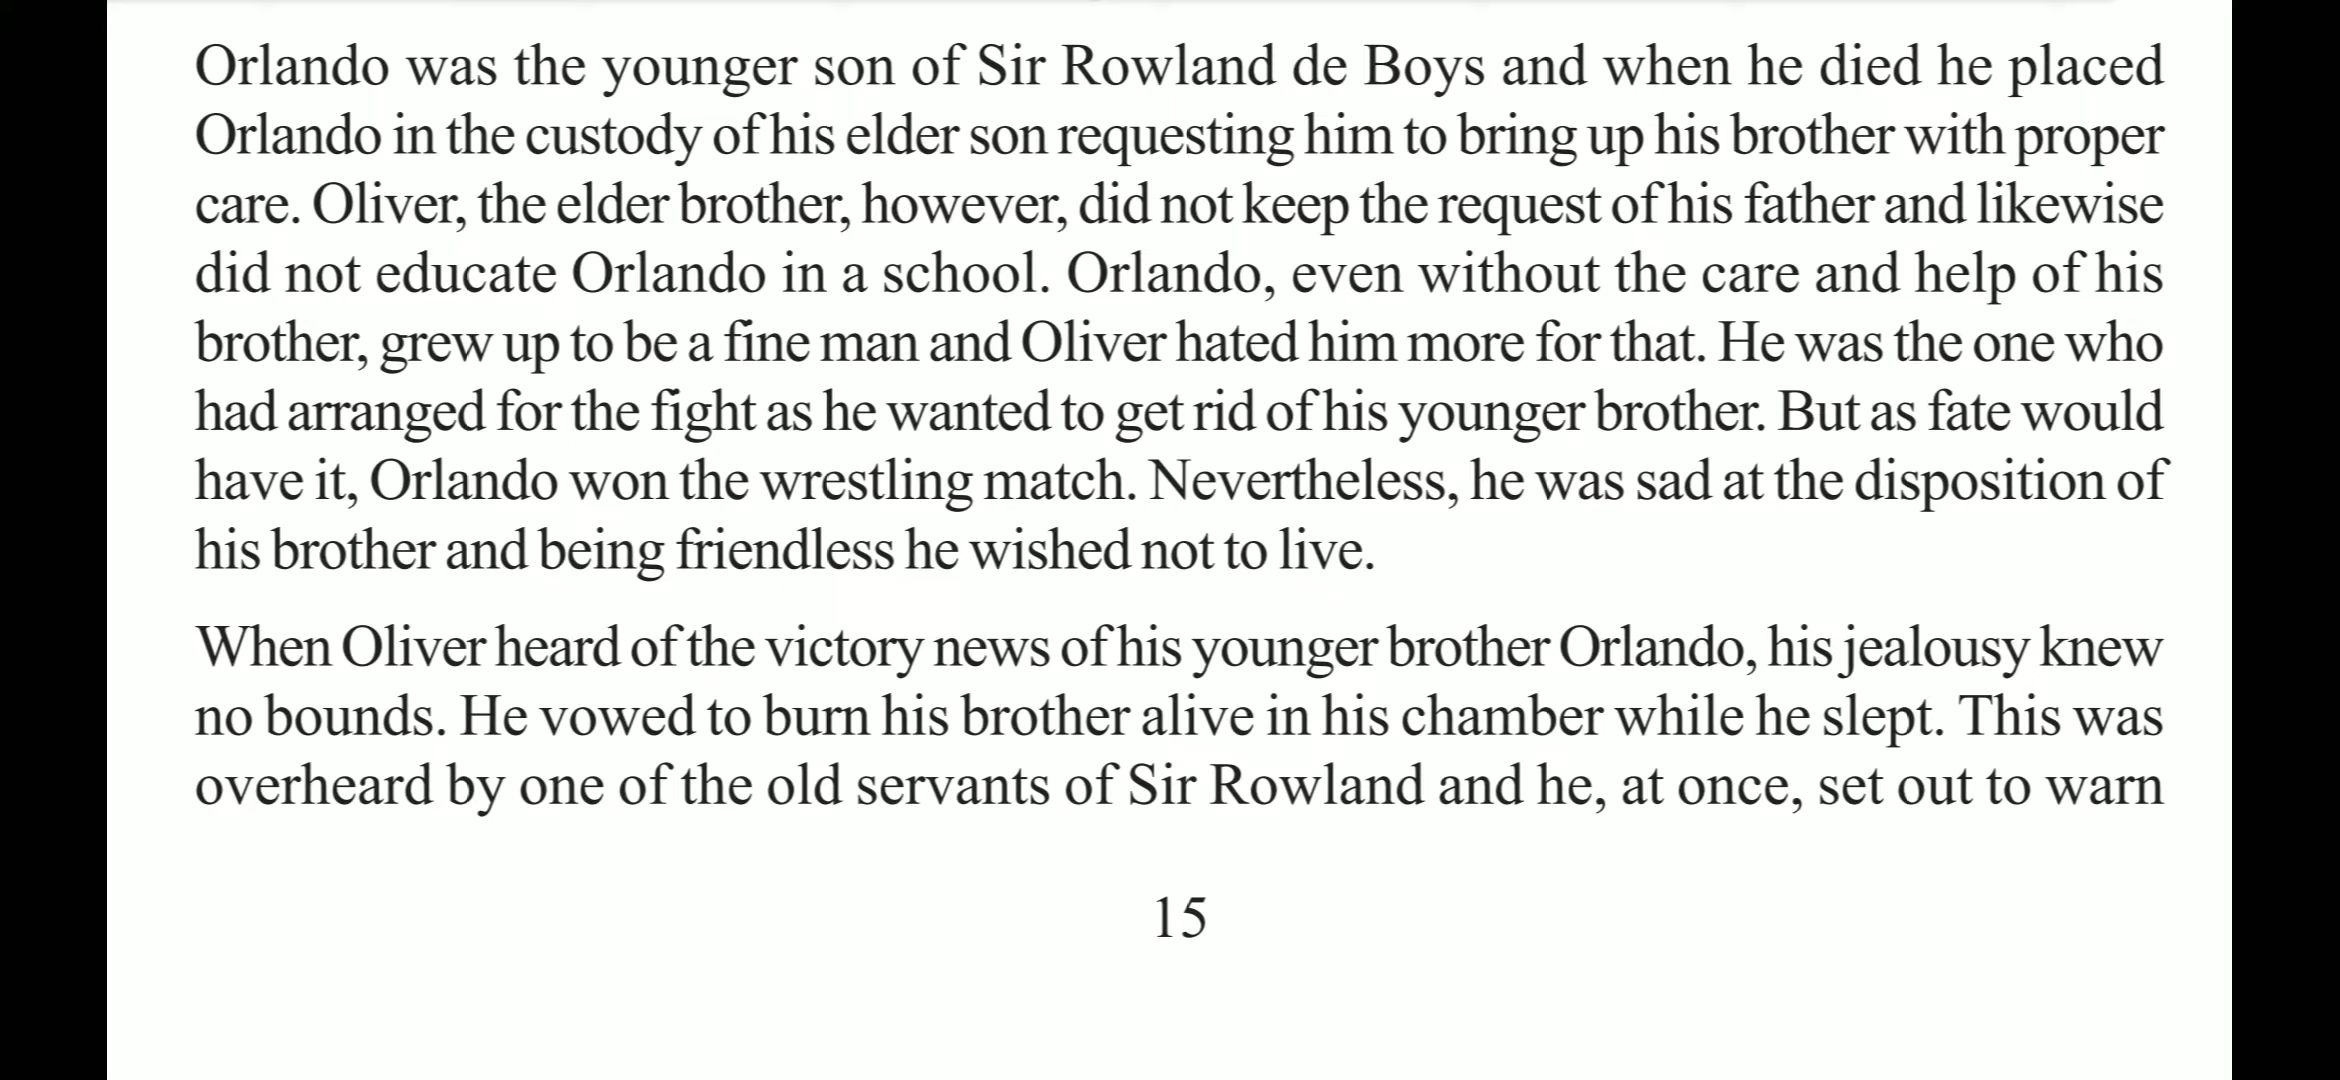 Orlando was the younger son of Sir Rowland de Boys and when he died he placed
Orlando in the custody of his elder son requesting him to bring up his brother with proper
care. Oliver, the elder brother, however, did not keep the request of his father and likewise
did not educate Orlando in a school. Orlando, even without the care and help of his
brother, grew up to be a fine man and Oliver hated him more for that. He was the one who
had arranged for the fight as he wanted to get rid of his younger brother. But as fate would
have it, Orlando won the wrestling match. Nevertheless, he was sad at the disposition of
his brother and being friendless he wished not to live.
When Oliver heard of the victory news of his younger brother Orlando, his jealousy knew
no bounds. He vowed to burn his brother alive in his chamber while he slept. This was
overheard by one of the old servants of Sir Rowland and he, at once, set out to warn
15